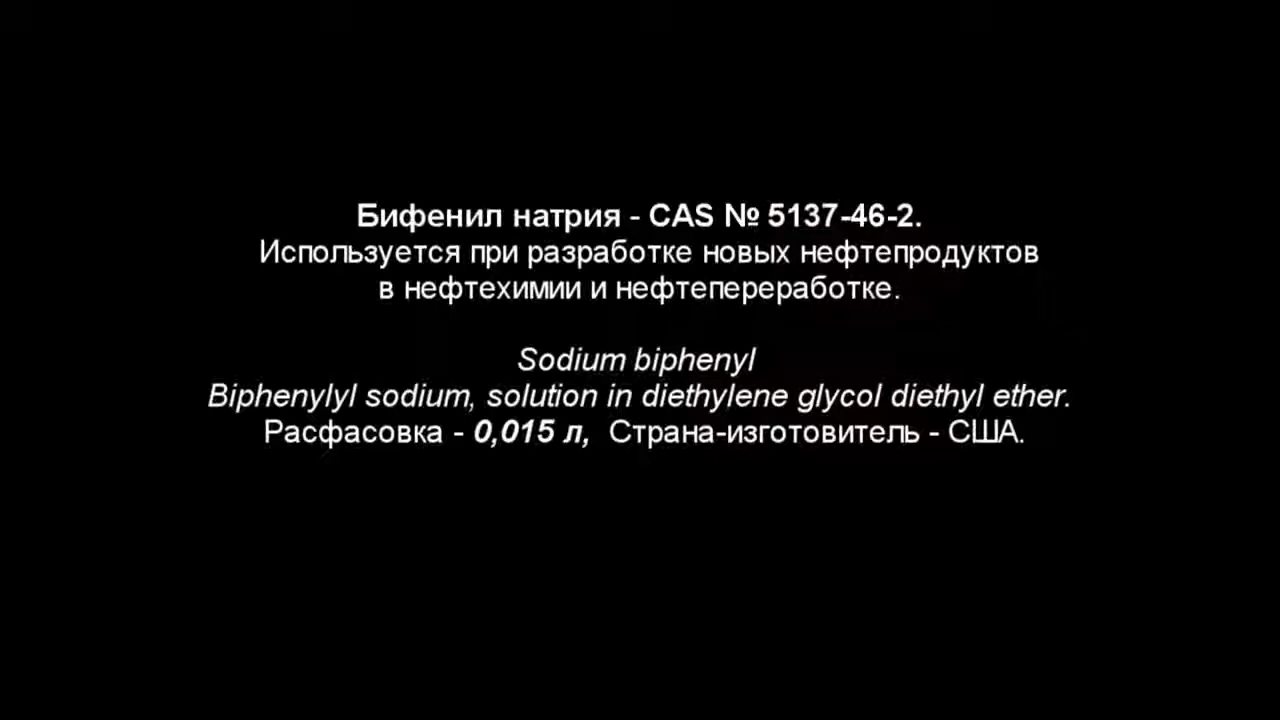 Бифенил натрия - CAS № 5137-46-2.
Используется при разработке новых нефтепродуктов
в нефтехимии и нефтепереработке.
Sodium biphenyl
Biphenylyl sodium, solution in diethylene glycol diethyl ether.
Расфасовка - 0,015 л, Страна-изготовитель - США.